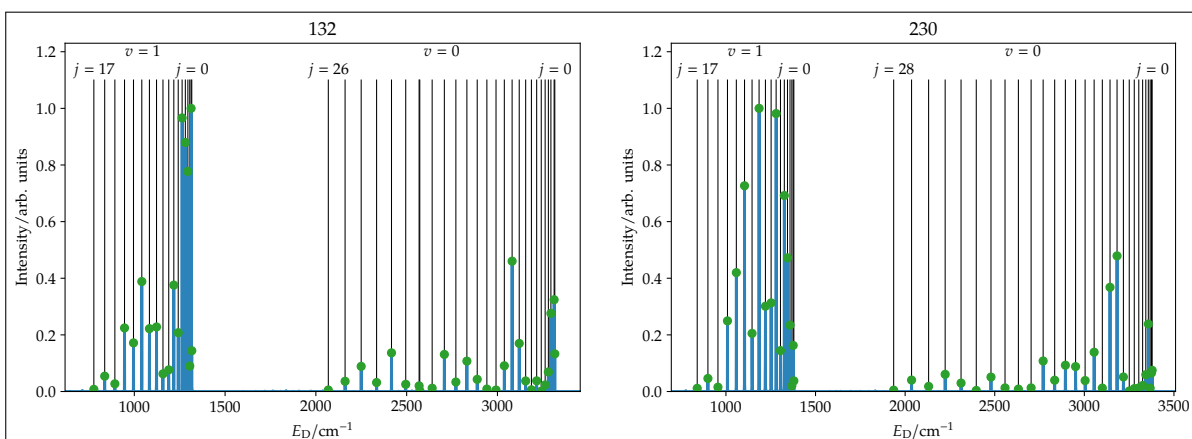 132
v = 1
v = 0
j = 17
j = 0
j = 26
j = 0
1.2
1.0
0.8
0.6
0.4
0.2
0.0
Intensity/arb. units
1000
1500
2000
2500
3000
E_D/cm⁻¹
230
v = 1
v = 0
j = 17
j = 0
j = 28
j = 0
1.2
1.0
0.8
0.6
0.4
0.2
0.0
Intensity/arb. units
1000
1500
2000
2500
3000
3500
E_D/cm⁻¹